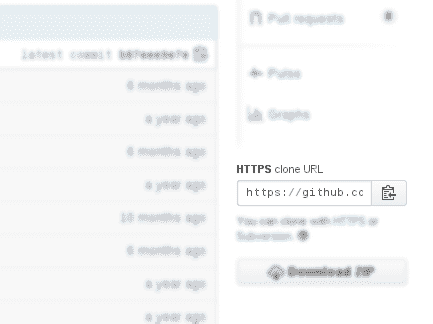 Pull requests
latest commit
6 months ago
Pulse
a year ago
Graphs
6 months ago
HTTPS clone URL
a year ago
https://github.cc
10 months ago
You can clone with HTTPS or
Subversion.
6 months ago
Download ZIP
a year ago
a year ago